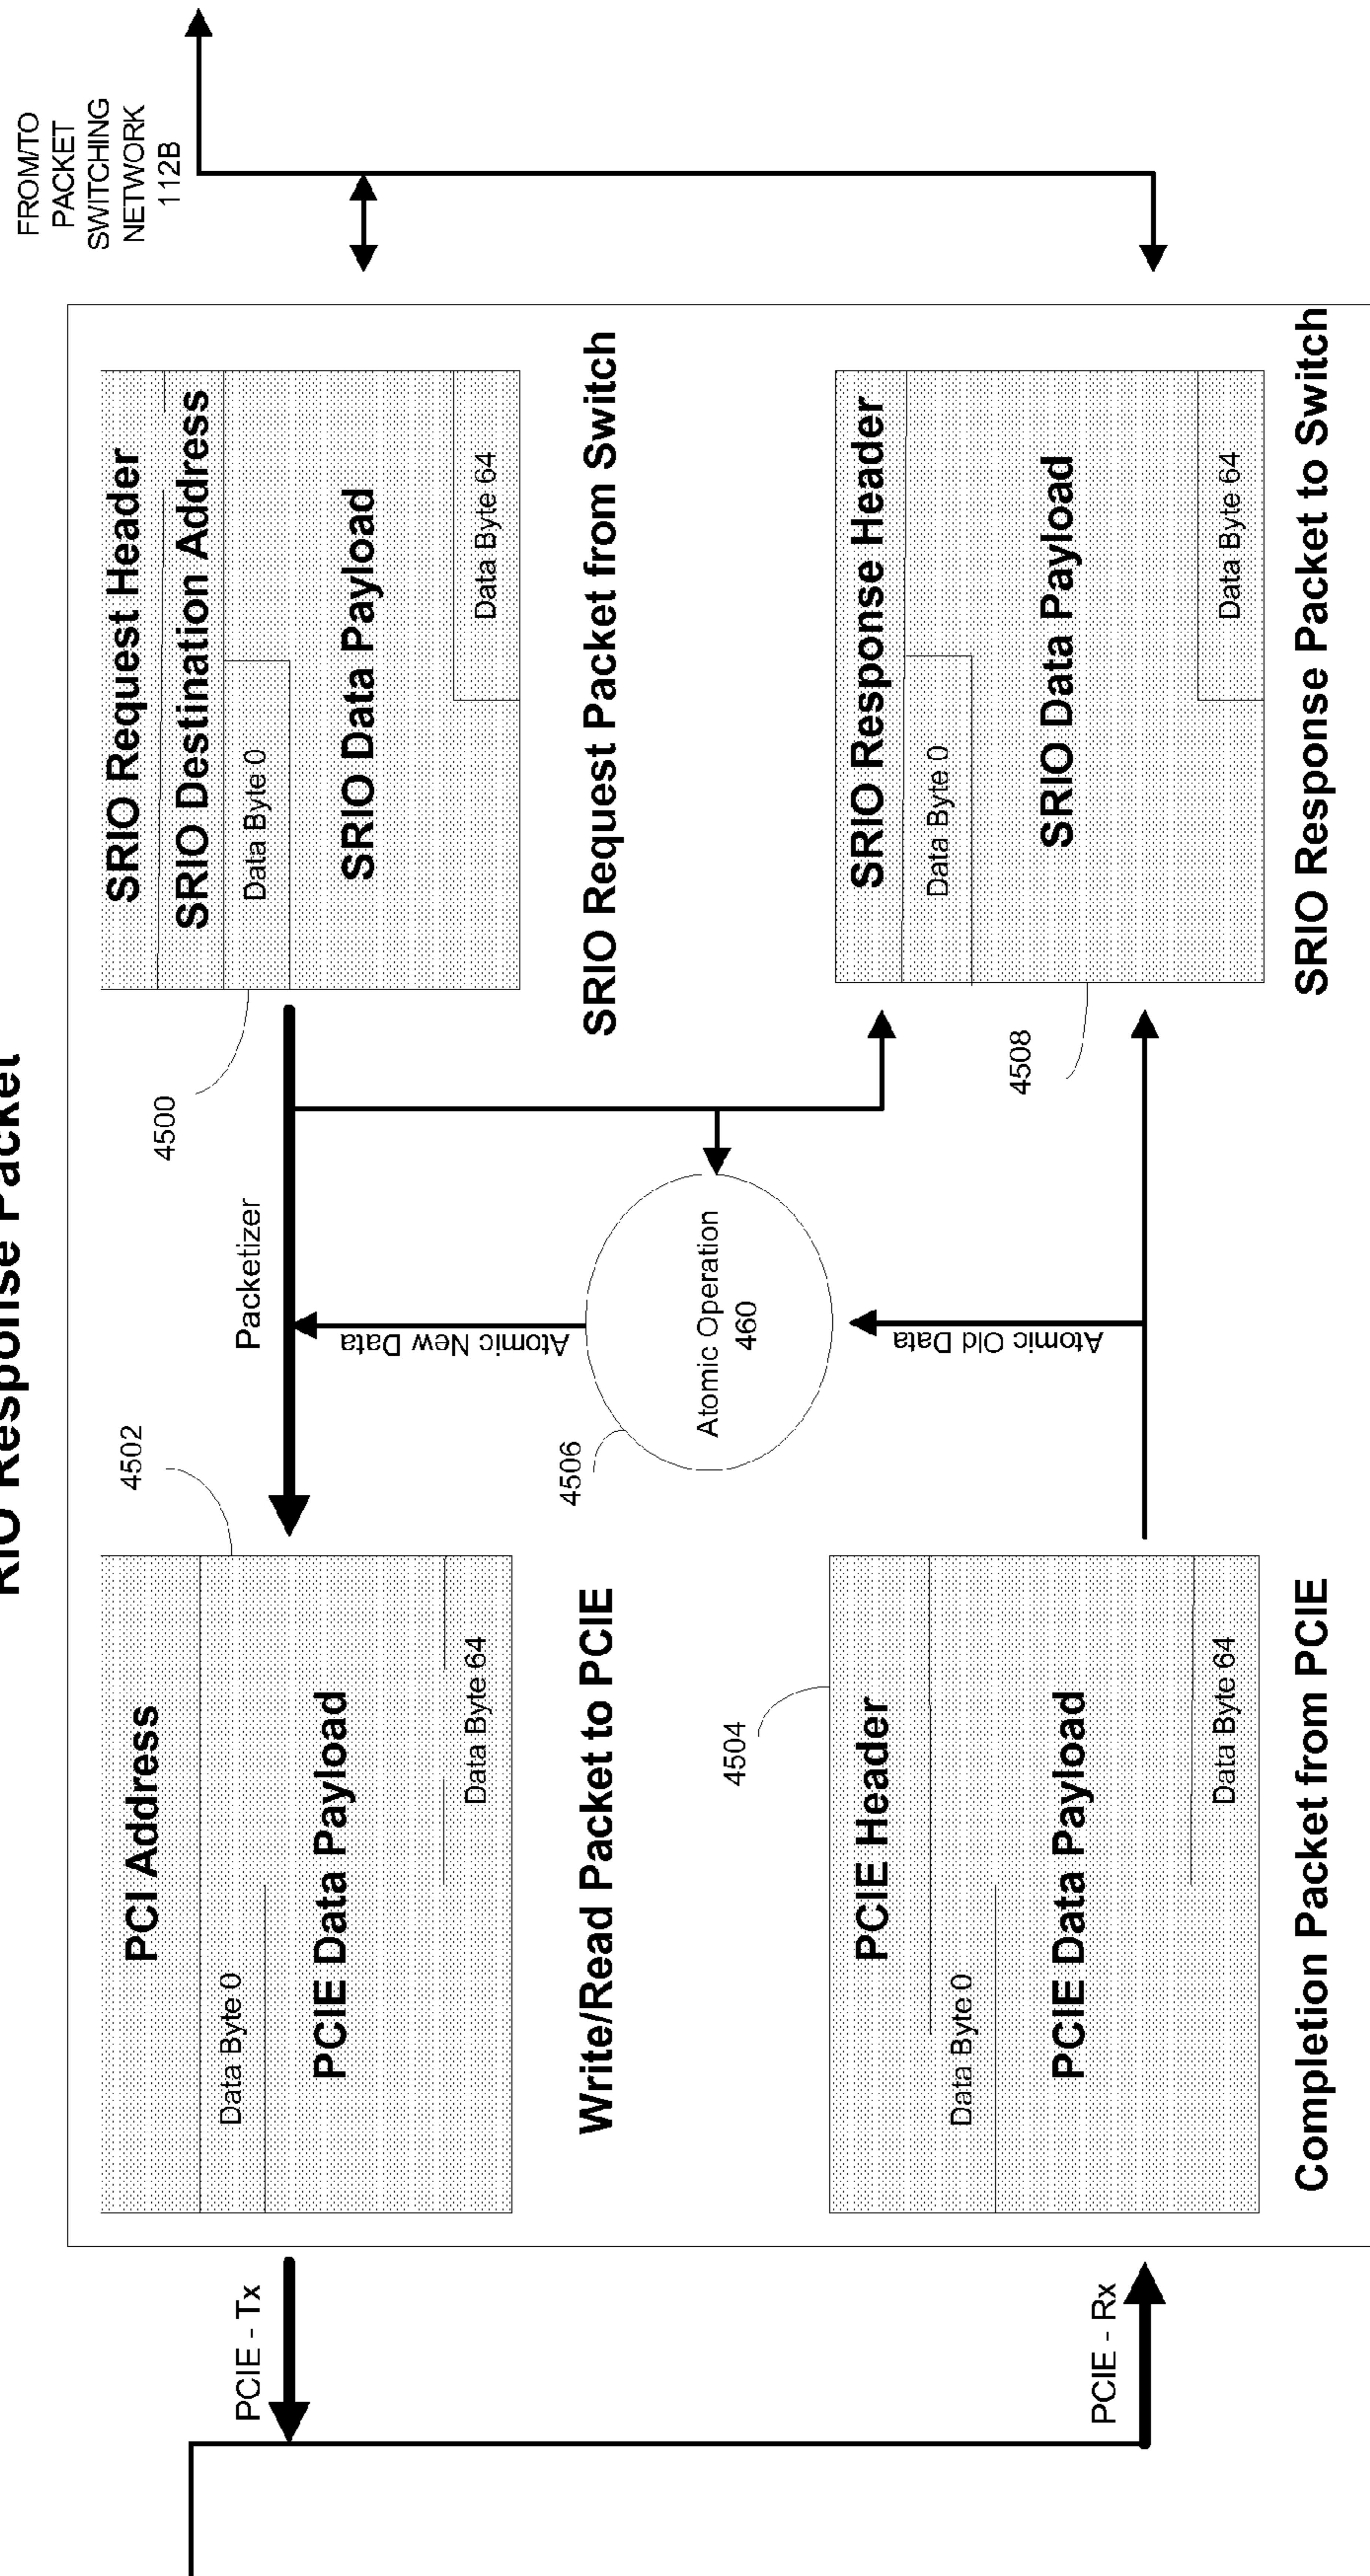 RIO Response Packet
FROM/TO
PACKET
SWITCHING
NETWORK
112B
PCIE - Tx
PCI Address
Data Byte 0
PCIE Data Payload
Data Byte 64
Write/Read Packet to PCIE
4502
Packetizer
4500
SRIO Request Header
SRIO Destination Address
Data Byte 0
SRIO Data Payload
Data Byte 64
SRIO Request Packet from Switch
Atomic New Data
4506
Atomic Operation
460
Atomic Old Data
PCIE - Rx
4504
PCIE Header
Data Byte 0
PCIE Data Payload
Data Byte 64
Completion Packet from PCIE
4508
SRIO Response Header
Data Byte 0
SRIO Data Payload
Data Byte 64
SRIO Response Packet to Switch